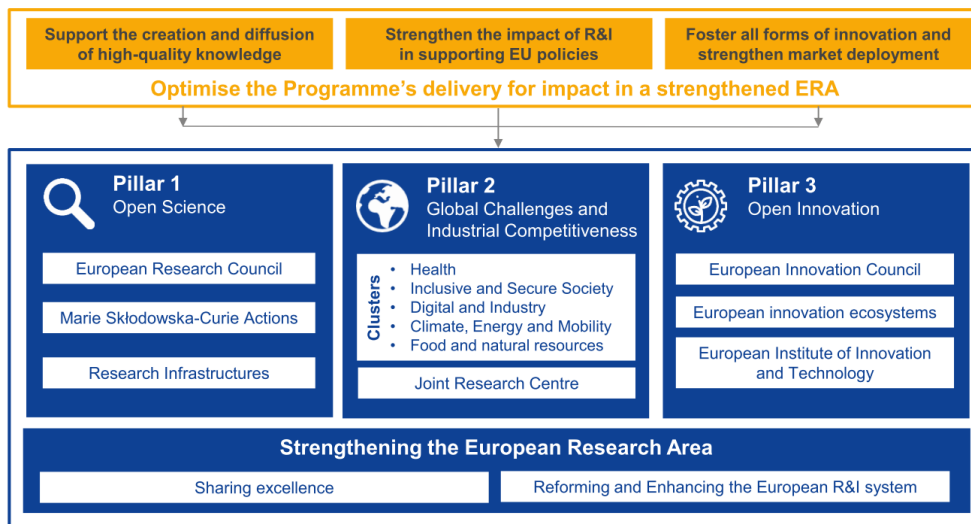 Support the creation and diffusion
of high-quality knowledge
Strengthen the impact of R&I
in supporting EU policies
Foster all forms of innovation and
strengthen market deployment
Optimise the Programme's delivery for impact in a strengthened ERA
Pillar 1
Open Science
European Research Council
Marie Skłodowska-Curie Actions
Research Infrastructures
Pillar 2
Global Challenges and
Industrial Competitiveness
Clusters
• Health
• Inclusive and Secure Society
• Digital and Industry
• Climate, Energy and Mobility
• Food and natural resources
Joint Research Centre
Pillar 3
Open Innovation
European Innovation Council
European innovation ecosystems
European Institute of Innovation
and Technology
Strengthening the European Research Area
Sharing excellence
Reforming and Enhancing the European R&I system